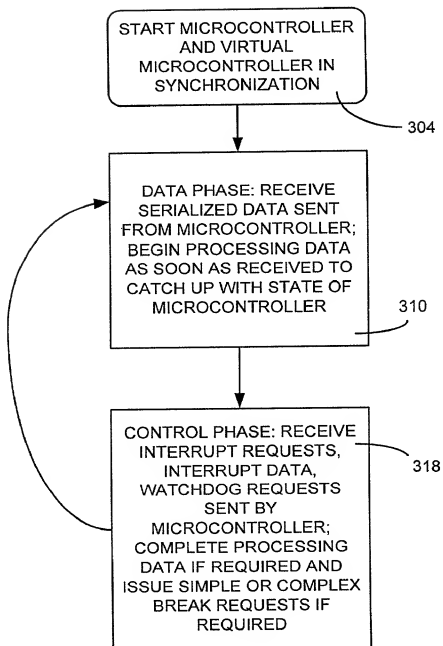 START MICROCONTROLLER
AND VIRTUAL
MICROCONTROLLER IN
SYNCHRONIZATION
304
DATA PHASE: RECEIVE
SERIALIZED DATA SENT
FROM MICROCONTROLLER;
BEGIN PROCESSING DATA
AS SOON AS RECEIVED TO
CATCH UP WITH STATE OF
MICROCONTROLLER
310
CONTROL PHASE: RECEIVE
INTERRUPT REQUESTS,
INTERRUPT DATA,
WATCHDOG REQUESTS
SENT BY
MICROCONTROLLER;
COMPLETE PROCESSING
DATA IF REQUIRED AND
ISSUE SIMPLE OR COMPLEX
BREAK REQUESTS IF
REQUIRED
318